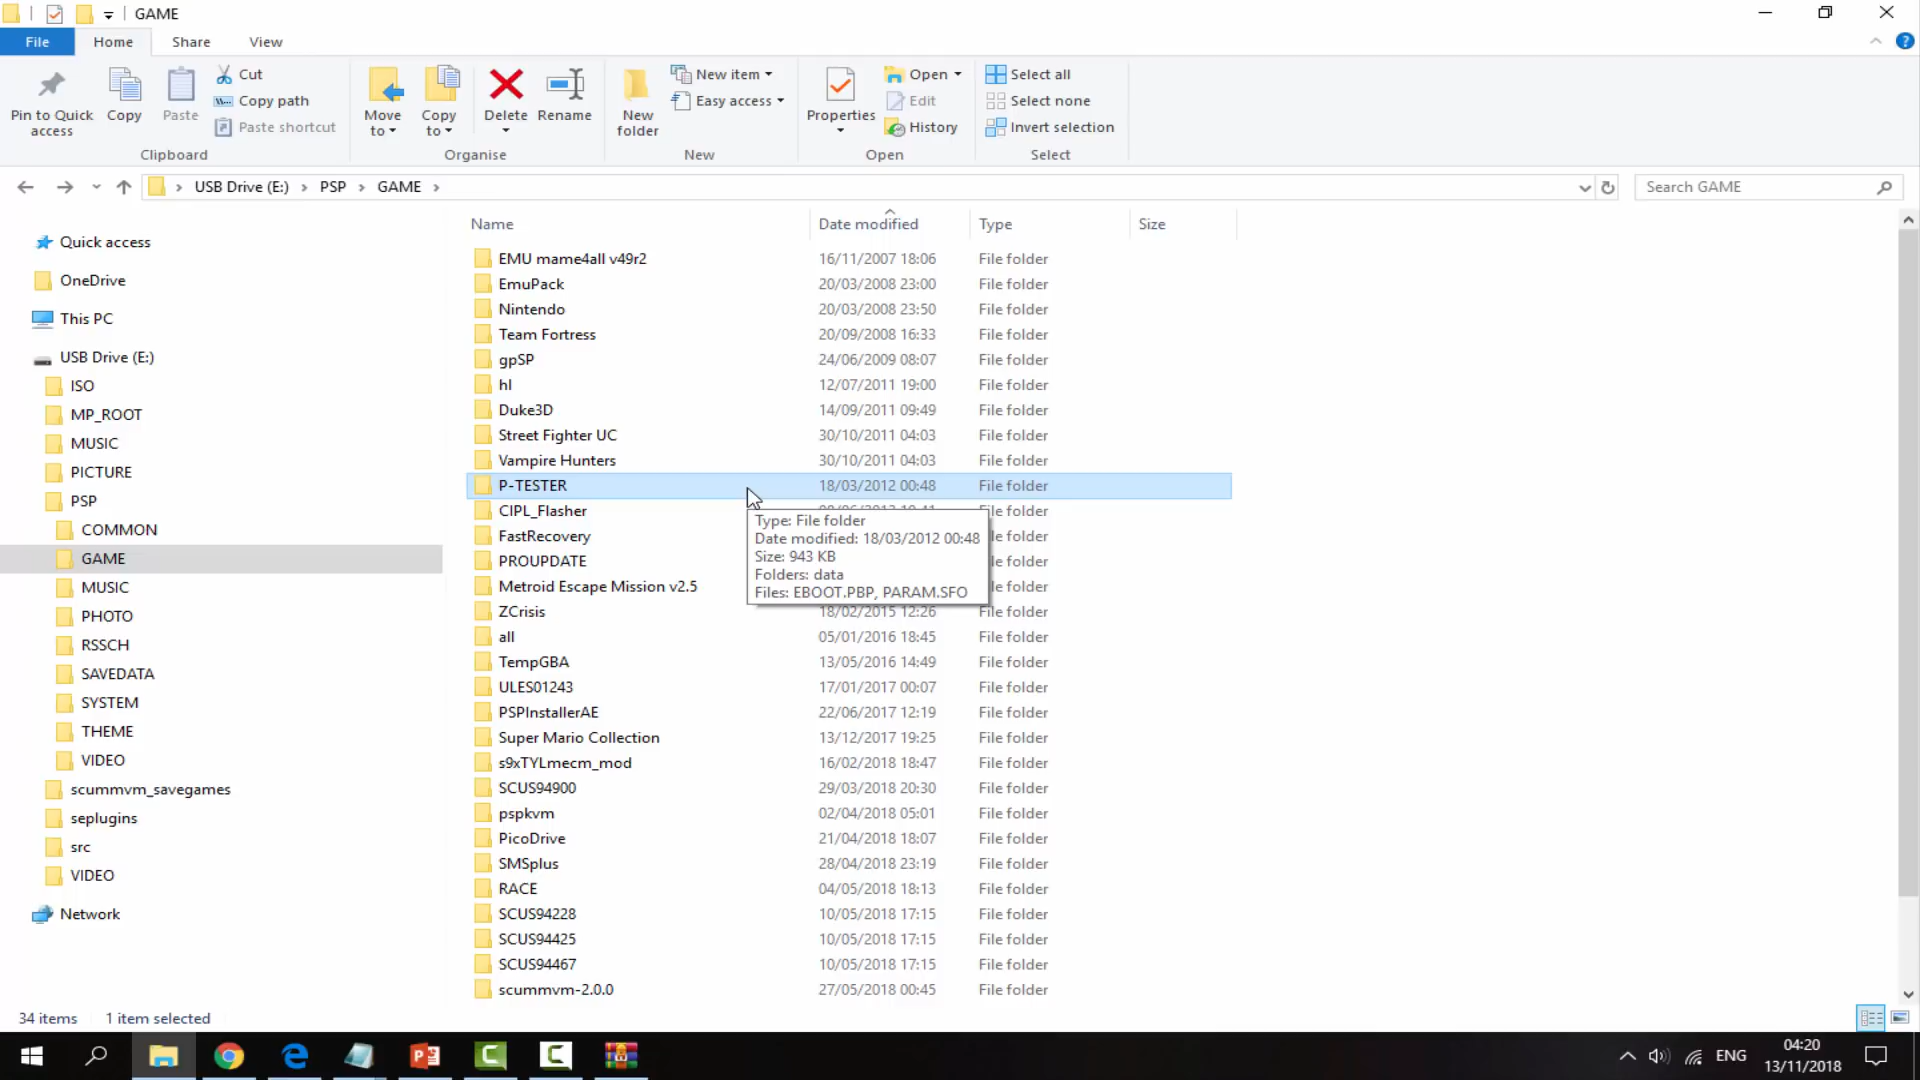 GAME
File Home Share View
Pin to Quick access
Copy
Paste
Cut
Copy path
Paste shortcut
Clipboard
Move to
Copy to
Delete
Rename
Organise
New folder
New item
Easy access
New
Properties
Open
Edit
History
Open
Select all
Select none
Invert selection
Select
USB Drive (E:) PSP GAME
Search GAME
Quick access
OneDrive
This PC
USB Drive (E:)
ISO
MP_ROOT
MUSIC
PICTURE
PSP
COMMON
GAME
MUSIC
PHOTO
RSSCH
SAVEDATA
SYSTEM
THEME
VIDEO
scummvm_savegames
seplugins
src
VIDEO
Network
Name Date modified Type Size
EMU mame4all v49r2 16/11/2007 18:06 File folder
EmuPack 20/03/2008 23:00 File folder
Nintendo 20/03/2008 23:50 File folder
Team Fortress 20/09/2008 16:33 File folder
gpSP 24/06/2009 08:07 File folder
hl 12/07/2011 19:00 File folder
Duke3D 14/09/2011 09:49 File folder
Street Fighter UC 30/10/2011 04:03 File folder
Vampire Hunters 30/10/2011 04:03 File folder
P-TESTER 18/03/2012 00:48 File folder
CIPL_Flasher File folder
FastRecovery
PROUPDATE
Metroid Escape Mission v2.5
Type: File folder
Date modified: 18/03/2012 00:48
Size: 943 KB
Folders: data
Files: EBOOT.PBP, PARAM.SFO
ZCrisis 18/02/2015 12:26 File folder
all 05/01/2016 18:45 File folder
TempGBA 13/05/2016 14:49 File folder
ULES01243 17/01/2017 00:07 File folder
PSPInstallerAE 22/06/2017 12:19 File folder
Super Mario Collection 13/12/2017 19:25 File folder
s9xTYLmecm_mod 16/02/2018 18:47 File folder
SCUS94900 29/03/2018 20:30 File folder
pspkvm 02/04/2018 05:01 File folder
PicoDrive 21/04/2018 18:07 File folder
SMSplus 28/04/2018 23:19 File folder
RACE 04/05/2018 18:13 File folder
SCUS94228 10/05/2018 17:15 File folder
SCUS94425 10/05/2018 17:15 File folder
SCUS94467 10/05/2018 17:15 File folder
scummvm-2.0.0 27/05/2018 00:45 File folder
34 items 1 item selected
ENG
04:20
13/11/2018